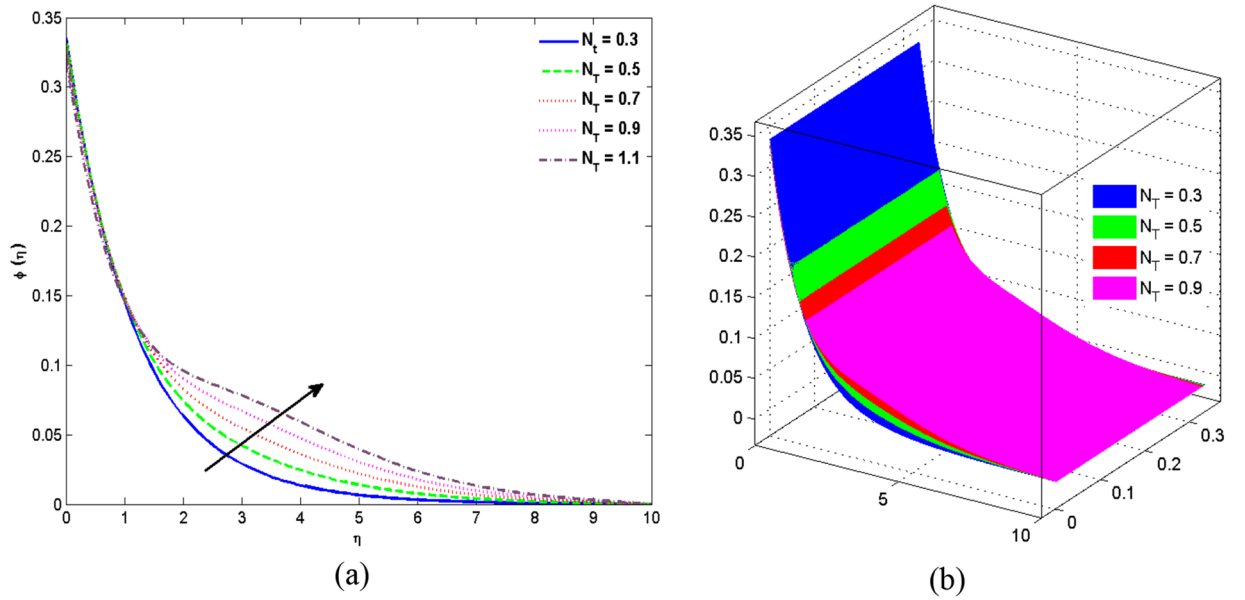 0.35
0.3
0.25
0.2
0.15
0.1
0.05
0
ϕ (η)
0 1 2 3 4 5 6 7 8 9 10
η
N_t = 0.3
N_T = 0.5
N_T = 0.7
N_T = 0.9
N_T = 1.1
(a)
0.35
0.3
0.25
0.2
0.15
0.1
0.05
0
0
5
10
0
0.1
0.2
0.3
N_T = 0.3
N_T = 0.5
N_T = 0.7
N_T = 0.9
(b)